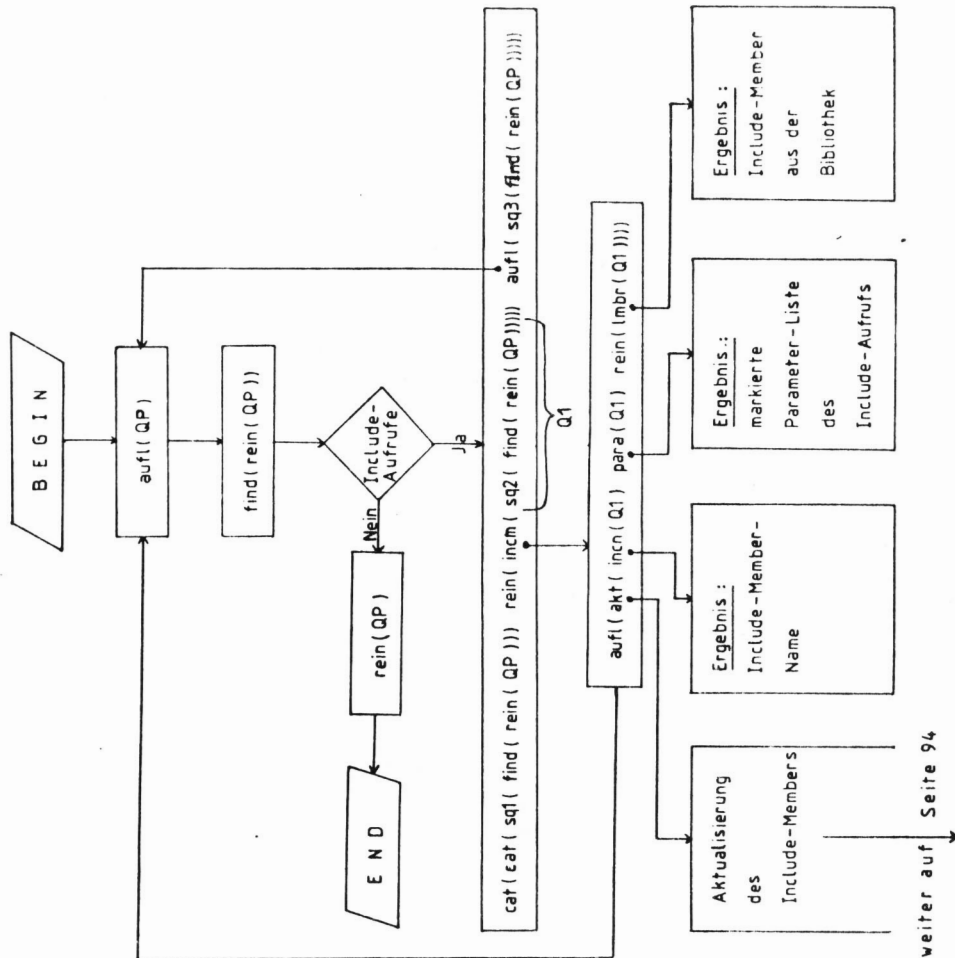 B E G I N
aufl(QP)
find(rein(QP))
Include-
Aufrufe
Nein
ja
rein(QP)
E N D
cat(cat(sq1(find(rein(QP))) rein(incm(sq2(find(rein(QP))))) aufl(sq3(find(rein(QP)))))
Q1
aufl(akt(incn(Q1) para(Q1) rein(lmbr(Q1))))
Aktualisierung
des
Include-Members
Ergebnis :
Include-Member-
Name
Ergebnis :
markierte
Parameter-Liste
des
Include-Aufrufs
Ergebnis :
Include-Member
aus der
Bibliothek
weiter auf Seite 94